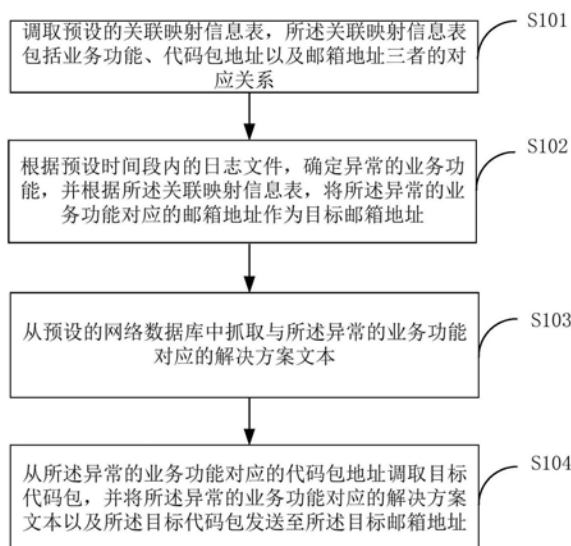 调取预设的关联映射信息表，所述关联映射信息表
包括业务功能、代码包地址以及邮箱地址三者的对
应关系
S101
根据预设时间段内的日志文件，确定异常的业务功
能，并根据所述关联映射信息表，将所述异常的业
务功能对应的邮箱地址作为目标邮箱地址
S102
从预设的网络数据库中抓取与所述异常的业务功能
对应的解决方案文本
S103
从所述异常的业务功能对应的代码包地址调取目标
代码包，并将所述异常的业务功能对应的解决方案
文本以及所述目标代码包发送至所述目标邮箱地址
S104